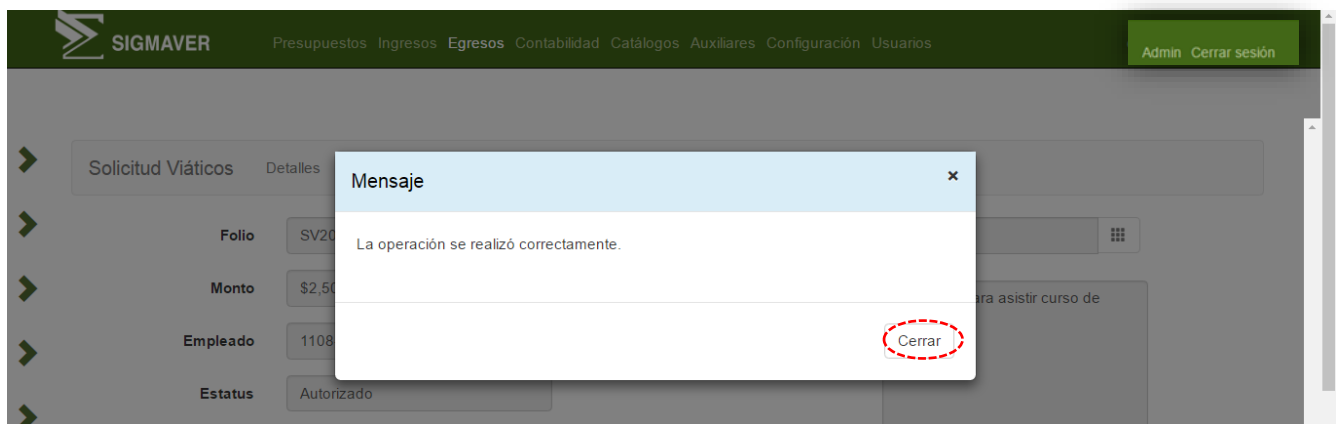 SIGMAVER Presupuestos Ingresos Egresos Contabilidad Catálogos Auxiliares Configuración Usuarios Admin Cerrar sesión
Solicitud Viáticos Detalles
Mensaje ×
La operación se realizó correctamente.
Cerrar
Folio SV20
Monto $2,50
ara asistir curso de
Empleado 1108
Estatus Autorizado